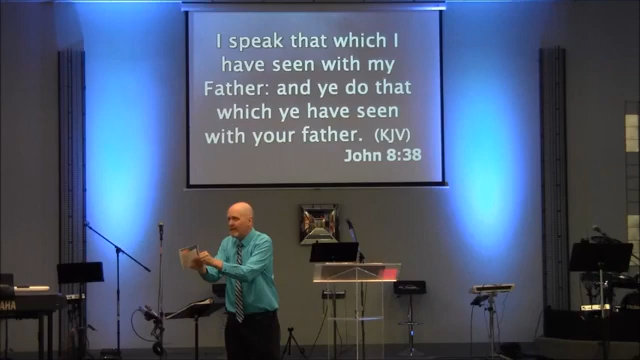 I speak that which I
have seen with my
Father: and ye do that
which ye have seen
with your father. (KJV)
John 8:38
AHA